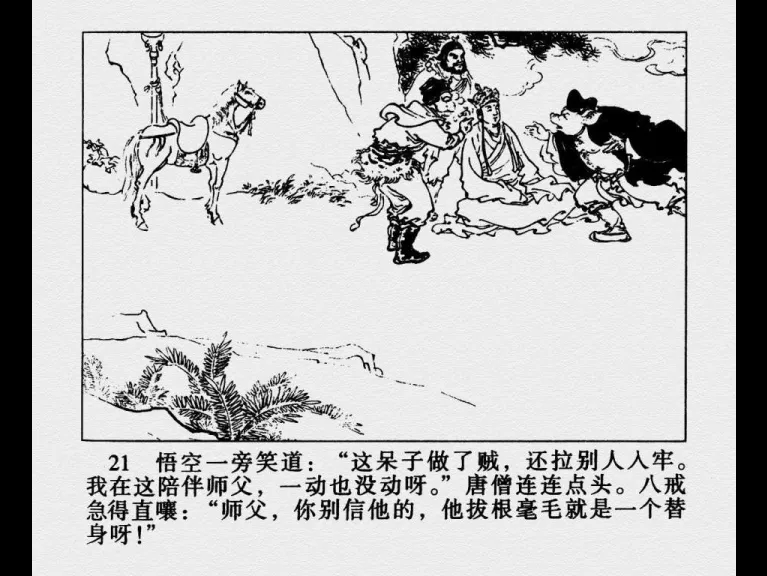 21 悟空一旁笑道：“这呆子做了贼，还拉别人入牢。
我在这陪伴师父，一动也没动呀。”唐僧连连点头。八戒
急得直嚷：“师父，你别信他的，他拔根毫毛就是一个替
身呀！”